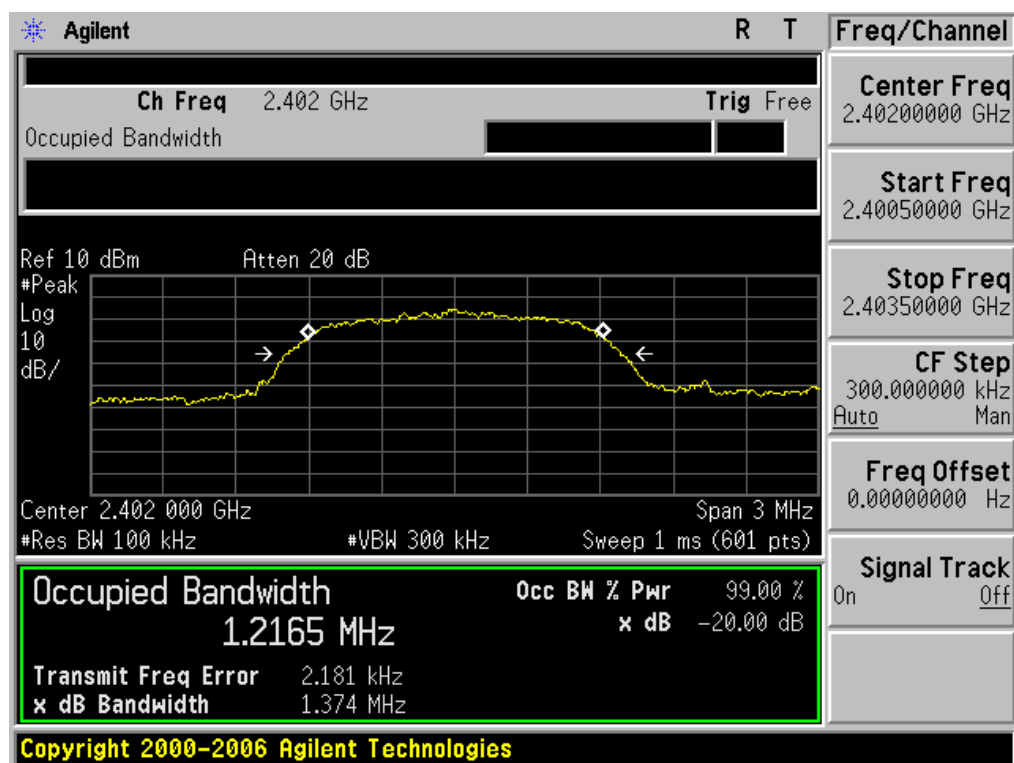 Agilent R T
Freq/Channel
Ch Freq 2.402 GHz Trig Free
Occupied Bandwidth
Center Freq
2.40200000 GHz
Start Freq
2.40050000 GHz
Stop Freq
2.40350000 GHz
CF Step
300.000000 kHz
Auto Man
Freq Offset
0.00000000 Hz
Signal Track
On Off
Ref 10 dBm Atten 20 dB
#Peak
Log
10
dB/
Center 2.402 000 GHz Span 3 MHz
#Res BW 100 kHz #VBW 300 kHz Sweep 1 ms (601 pts)
Occupied Bandwidth
1.2165 MHz
Occ BW % Pwr 99.00 %
x dB -20.00 dB
Transmit Freq Error 2.181 kHz
x dB Bandwidth 1.374 MHz
Copyright 2000-2006 Agilent Technologies